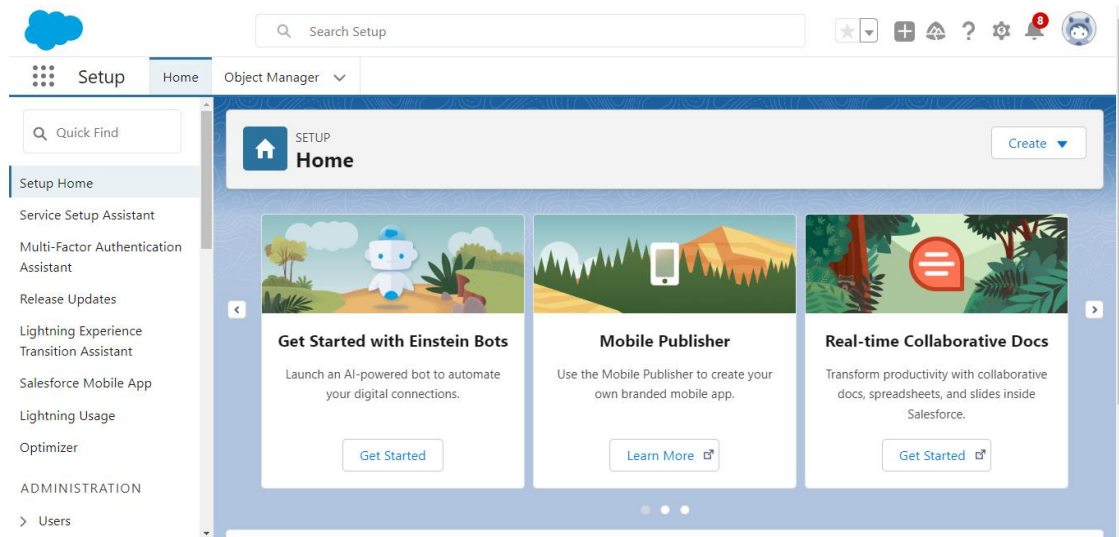 Search Setup
8
Setup
Home
Object Manager
Quick Find
Setup Home
Service Setup Assistant
Multi-Factor Authentication
Assistant
Release Updates
Lightning Experience
Transition Assistant
Salesforce Mobile App
Lightning Usage
Optimizer
ADMINISTRATION
Users
SETUP
Home
Create
Get Started with Einstein Bots
Launch an AI-powered bot to automate
your digital connections.
Get Started
Mobile Publisher
Use the Mobile Publisher to create your
own branded mobile app.
Learn More
Real-time Collaborative Docs
Transform productivity with collaborative
docs, spreadsheets, and slides inside
Salesforce.
Get Started